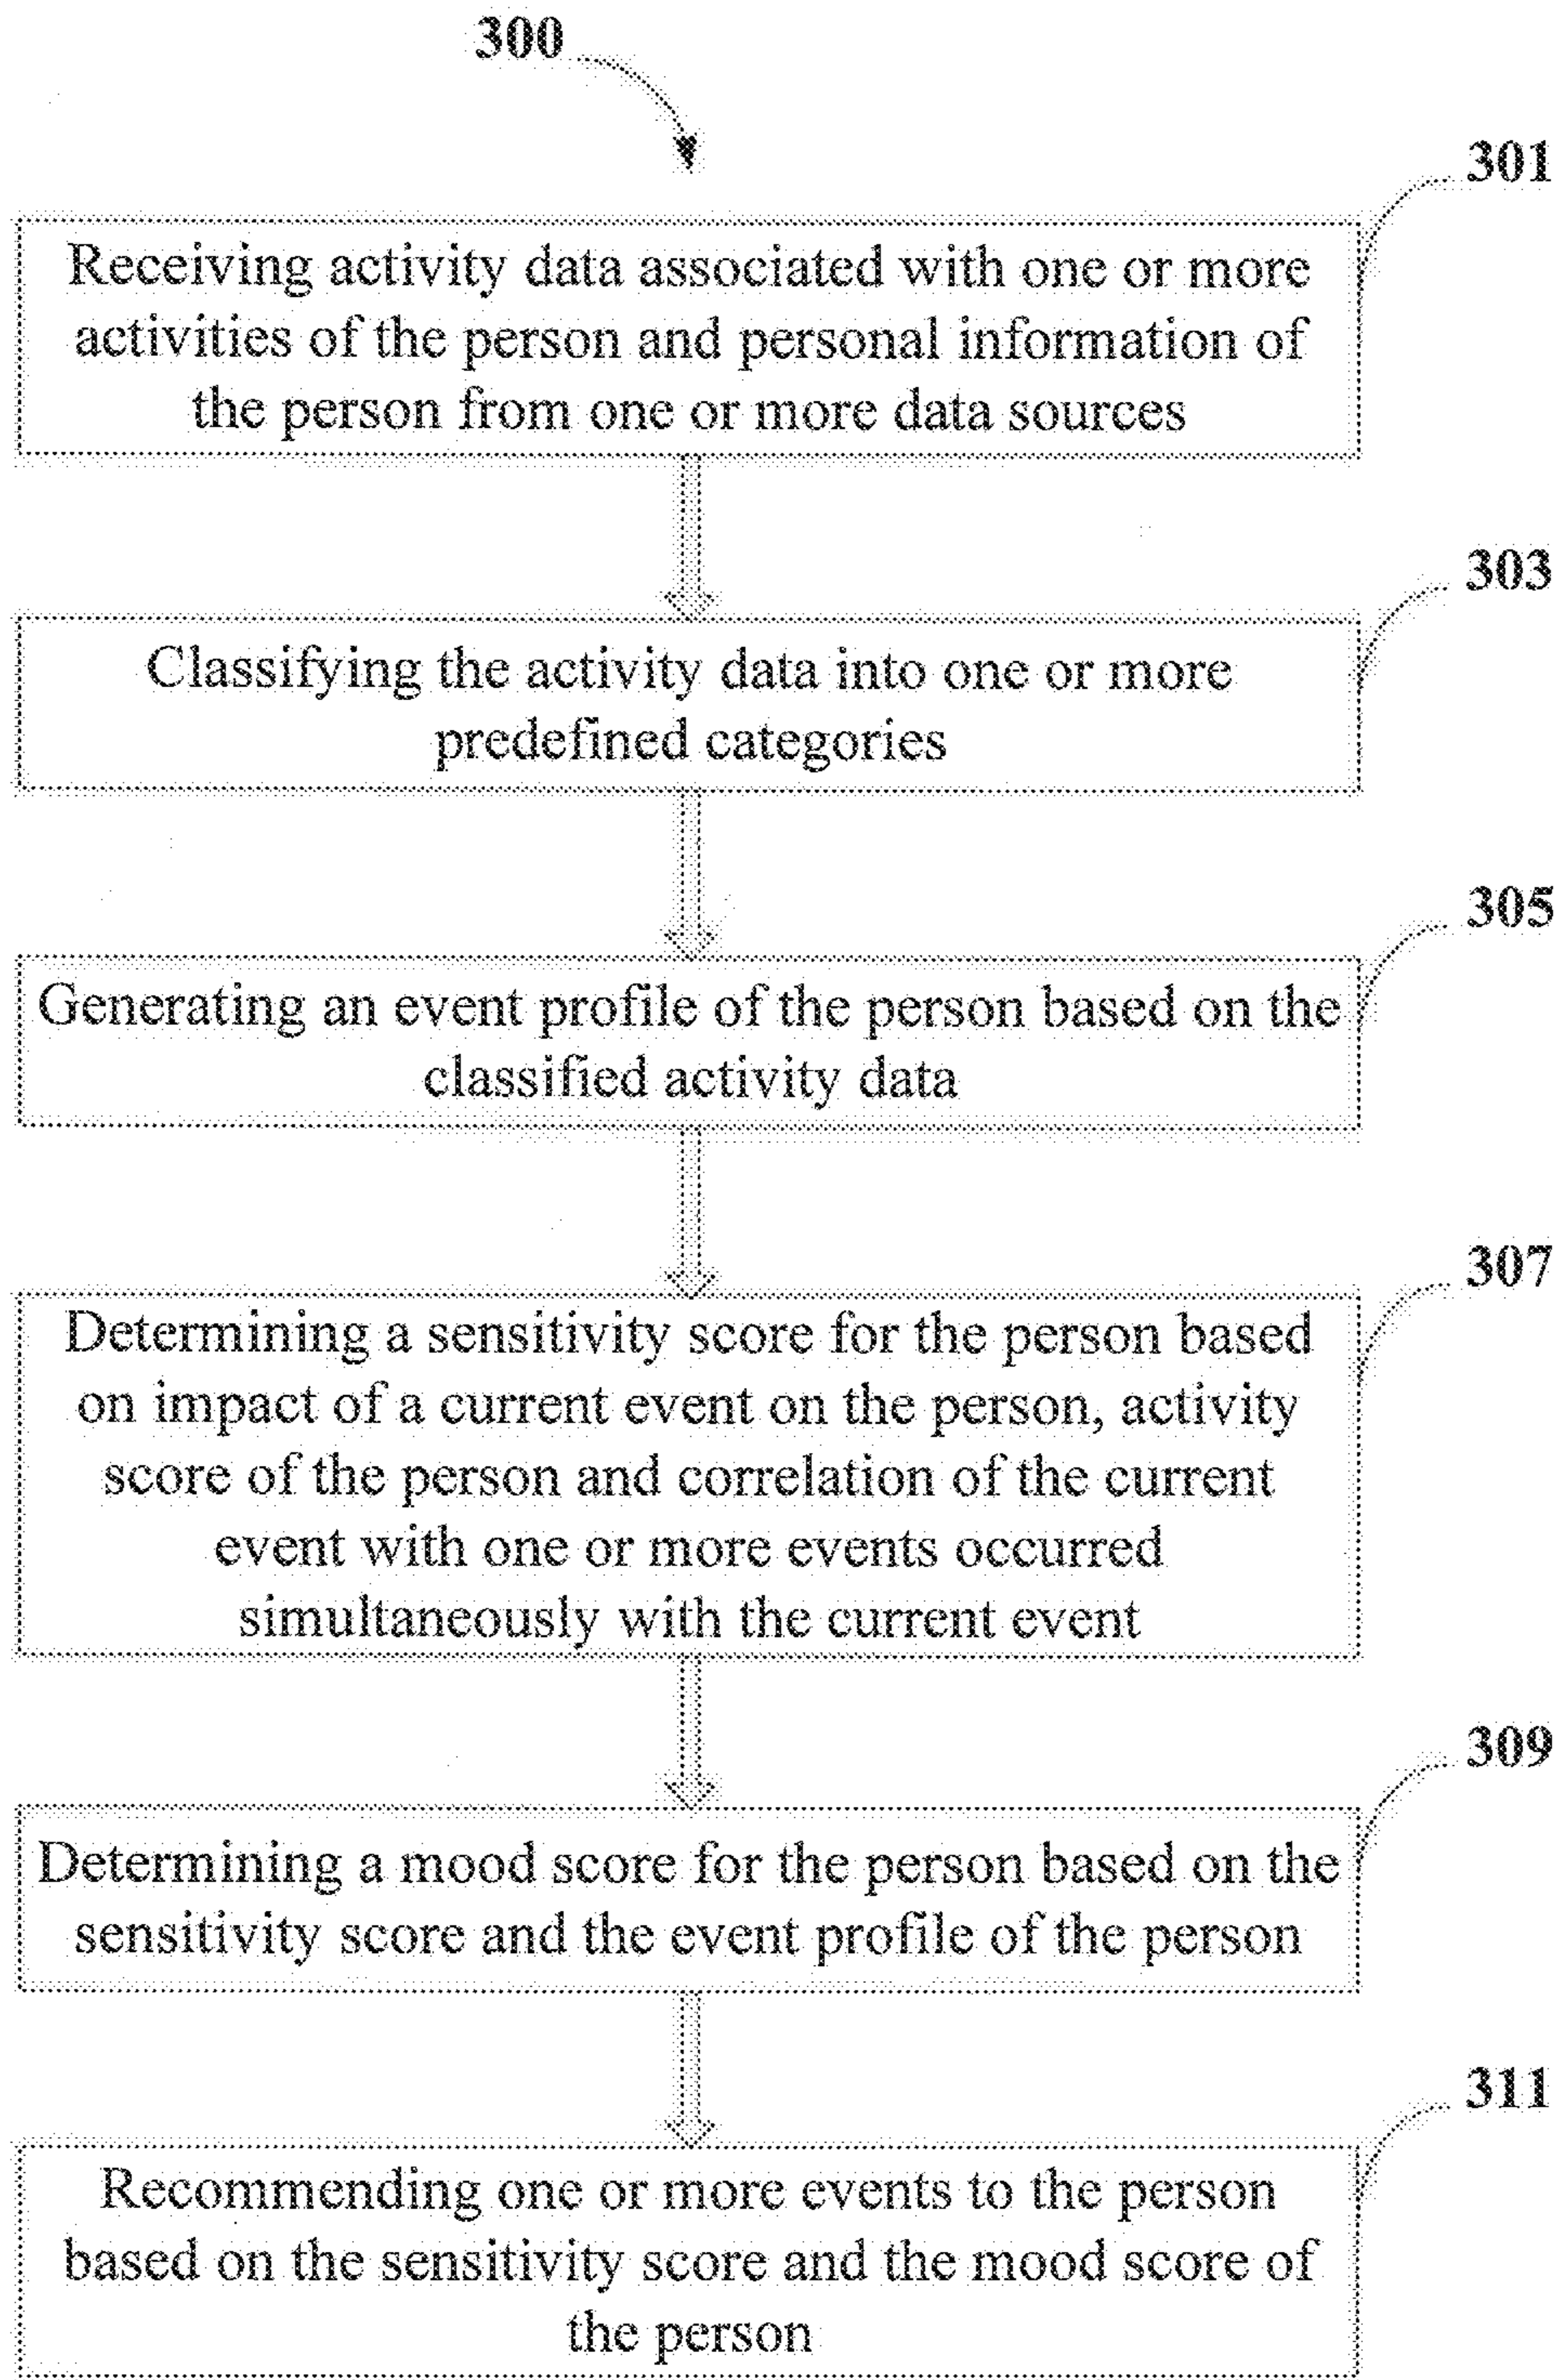 300
301
Receiving activity data associated with one or more
activities of the person and personal information of
the person from one or more data sources
303
Classifying the activity data into one or more
predefined categories
305
Generating an event profile of the person based on the
classified activity data
307
Determining a sensitivity score for the person based
on impact of a current event on the person, activity
score of the person and correlation of the current
event with one or more events occurred
simultaneously with the current event
309
Determining a mood score for the person based on the
sensitivity score and the event profile of the person
311
Recommending one or more events to the person
based on the sensitivity score and the mood score of
the person